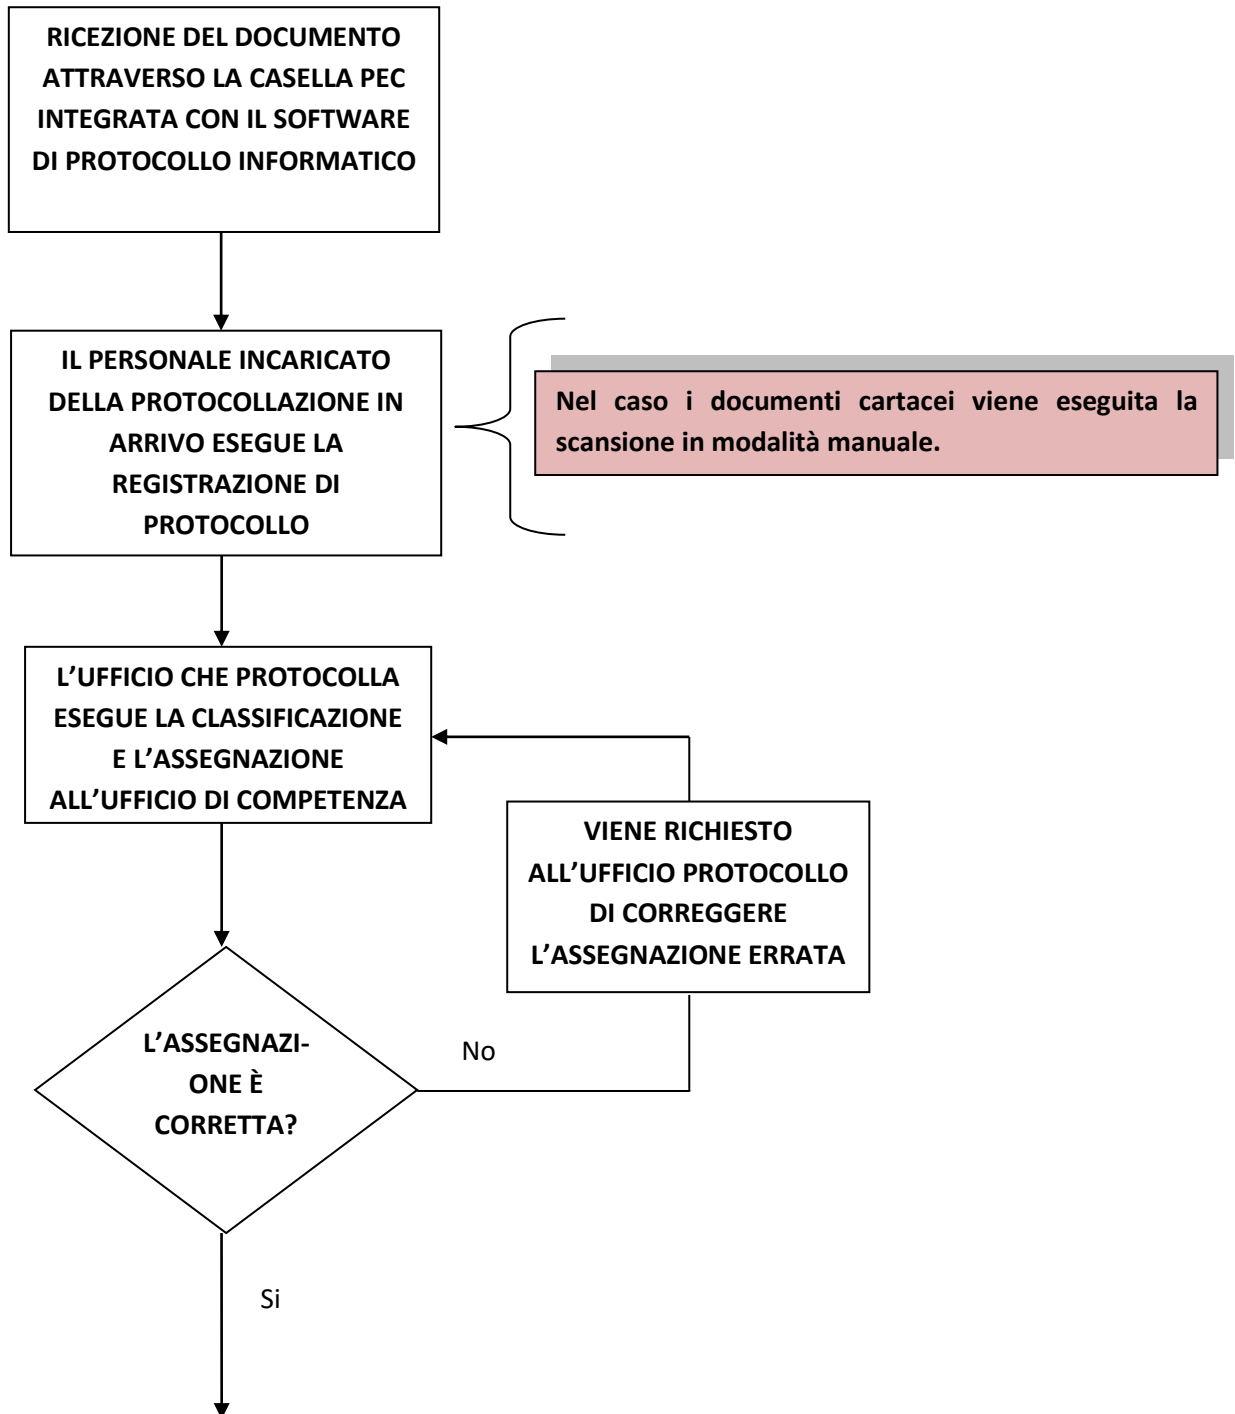 RICEZIONE DEL DOCUMENTO
ATTRAVERSO LA CASELLA PEC
INTEGRATA CON IL SOFTWARE
DI PROTOCOLLO INFORMATICO
IL PERSONALE INCARICATO
DELLA PROTOCOLLAZIONE IN
ARRIVO ESEGUE LA
REGISTRAZIONE DI
PROTOCOLLO
Nel caso i documenti cartacei viene eseguita la
scansione in modalità manuale.
L’UFFICIO CHE PROTOCOLLA
ESEGUE LA CLASSIFICAZIONE
E L’ASSEGNAZIONE
ALL’UFFICIO DI COMPETENZA
VIENE RICHIESTO
ALL’UFFICIO PROTOCOLLO
DI CORREGGERE
L’ASSEGNAZIONE ERRATA
L’ASSEGNAZI-
ONE È
CORRETTA?
No
Si